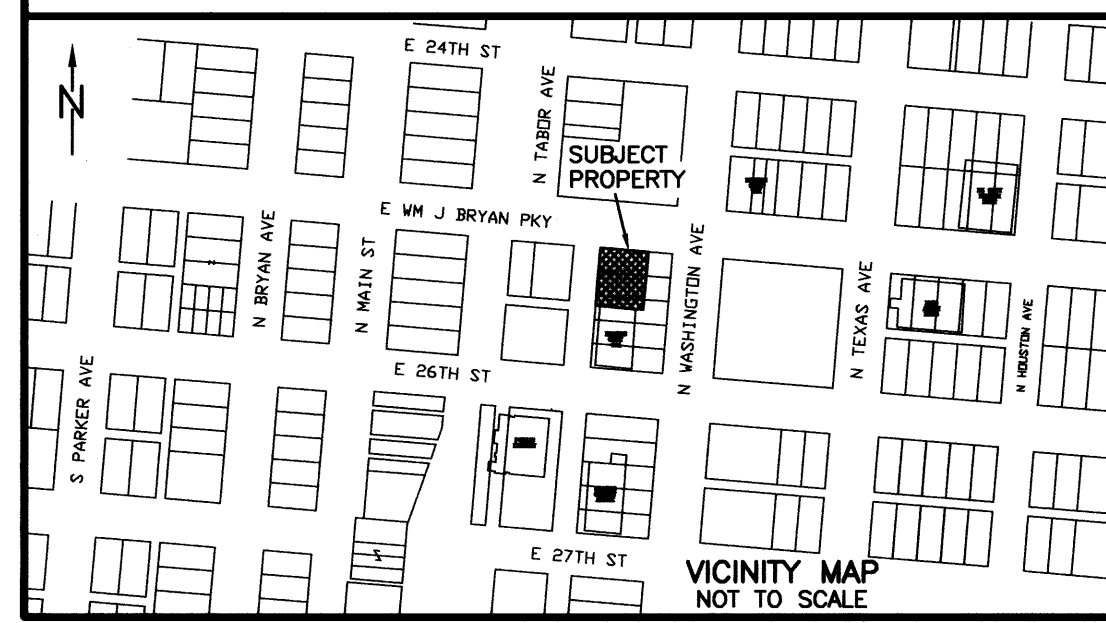 E 24TH ST
N
N TABOR AVE
SUBJECT
PROPERTY
E WM J BRYAN PKY
N BRYAN AVE
N MAIN ST
N WASHINGTON AVE
N TEXAS AVE
N HOUSTON AVE
E 26TH ST
S PARKER AVE
E 27TH ST
VICINITY MAP
NOT TO SCALE